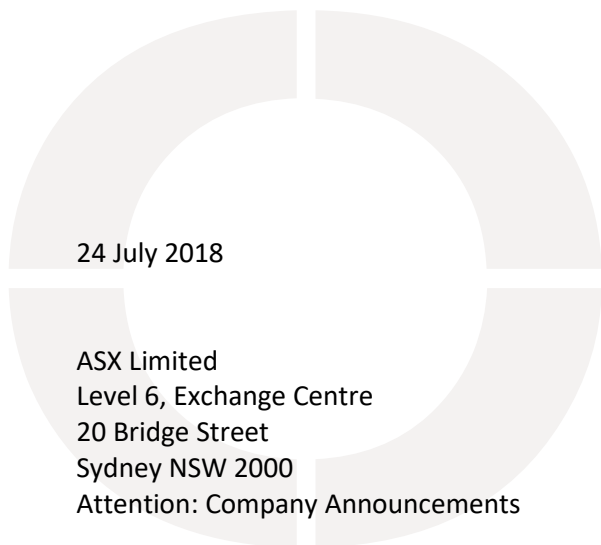 24 July 2018
ASX Limited
Level 6, Exchange Centre
20 Bridge Street
Sydney NSW 2000
Attention: Company Announcements